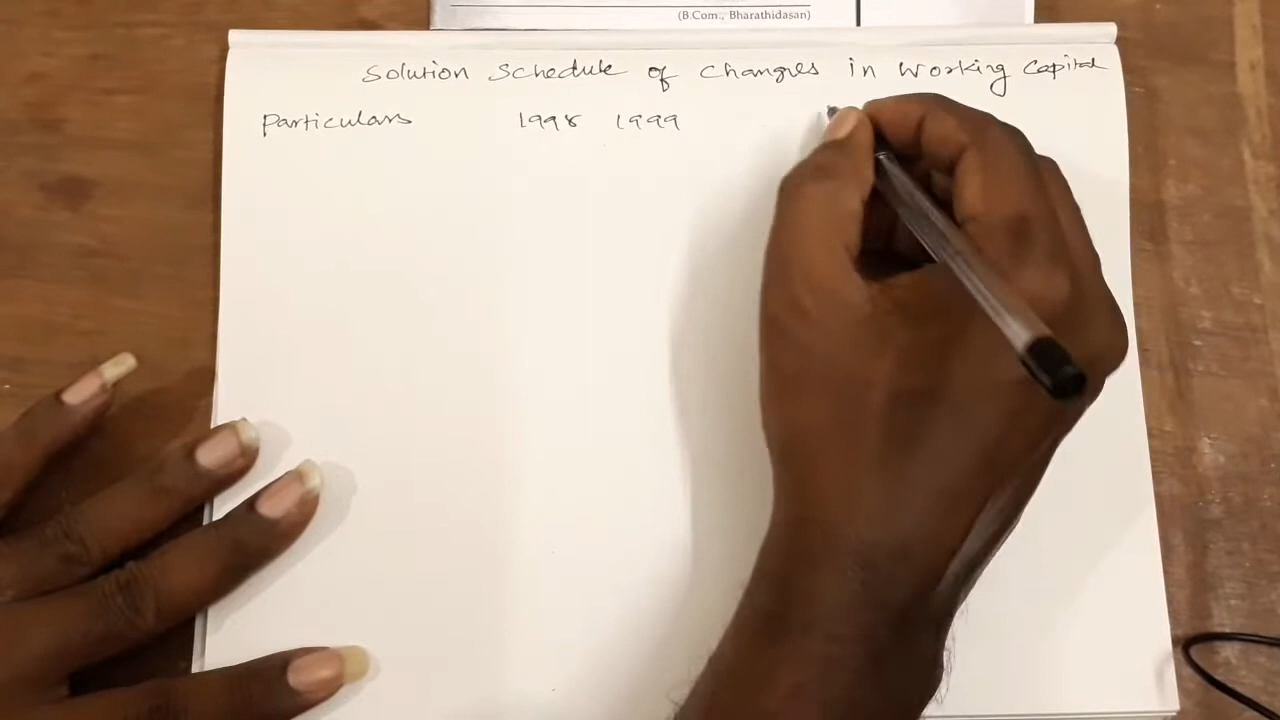 (B.Com., Bharathidasan)
Solution Schedule of Changes in Working Capital
Particulars 1998 1999